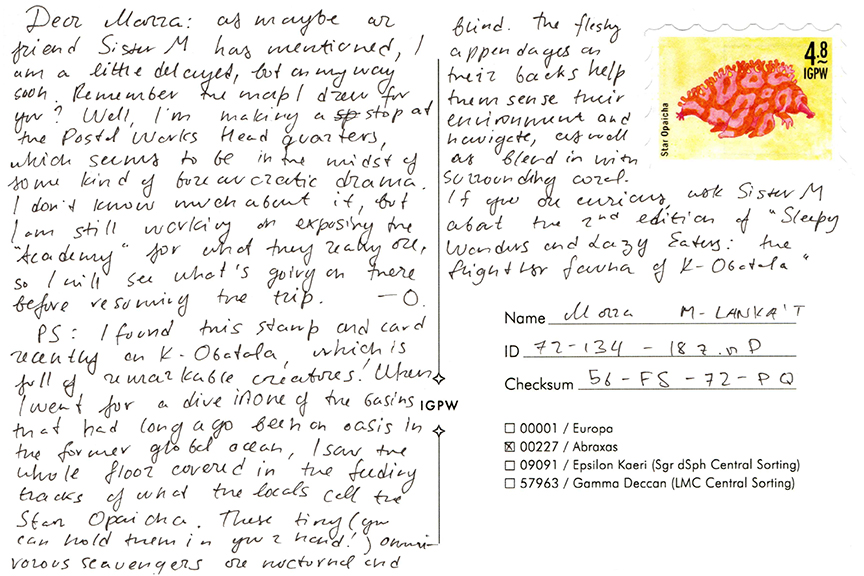 Dear Morra: as maybe our
friend Sister M has mentioned, I
am a little delayed, but on my way
soon. Remember the map I drew for
you? Well, I'm making a sp stop at
the Postal Works Headquarters,
which seems to be in the midst of
some kind of bureaucratic drama.
I don't know much about it, but
I am still working on exposing the
"Academy" for what they really are,
so I will see what's going on there
before resuming the trip. — O.
PS: I found this stamp and card
recently on K-Obatala, which is
full of remarkable creatures! When
I went for a dive in one of the basins
that had long ago been an oasis in
the former global ocean, I saw the
whole floor covered in the feeding
tracks of what the locals call the
Star Opaicha. These tiny (you
can hold them in your hand!) omni-
vorous scavengers are nocturnal and
blind. The fleshy
appendages on
their backs help
them sense their
environment and
navigate, as well
as blend in with
surrounding coral.
If you are curious, ask Sister M
about the 2nd edition of "Sleepy
Wonders and Lazy Eaters: the
flightless fauna of K-Obatala"
4.8
IGPW
Star Opaicha
IGPW
Name Morra M-LANKA'T
ID 72-134-18
Checksum 56-FS-72-PQ
☐ 00001 / Europa
☒ 00227 / Abraxas
☐ 09091 / Epsilon Kaeri (Sgr dSph Central Sorting)
☐ 57963 / Gamma Deccan (LMC Central Sorting)